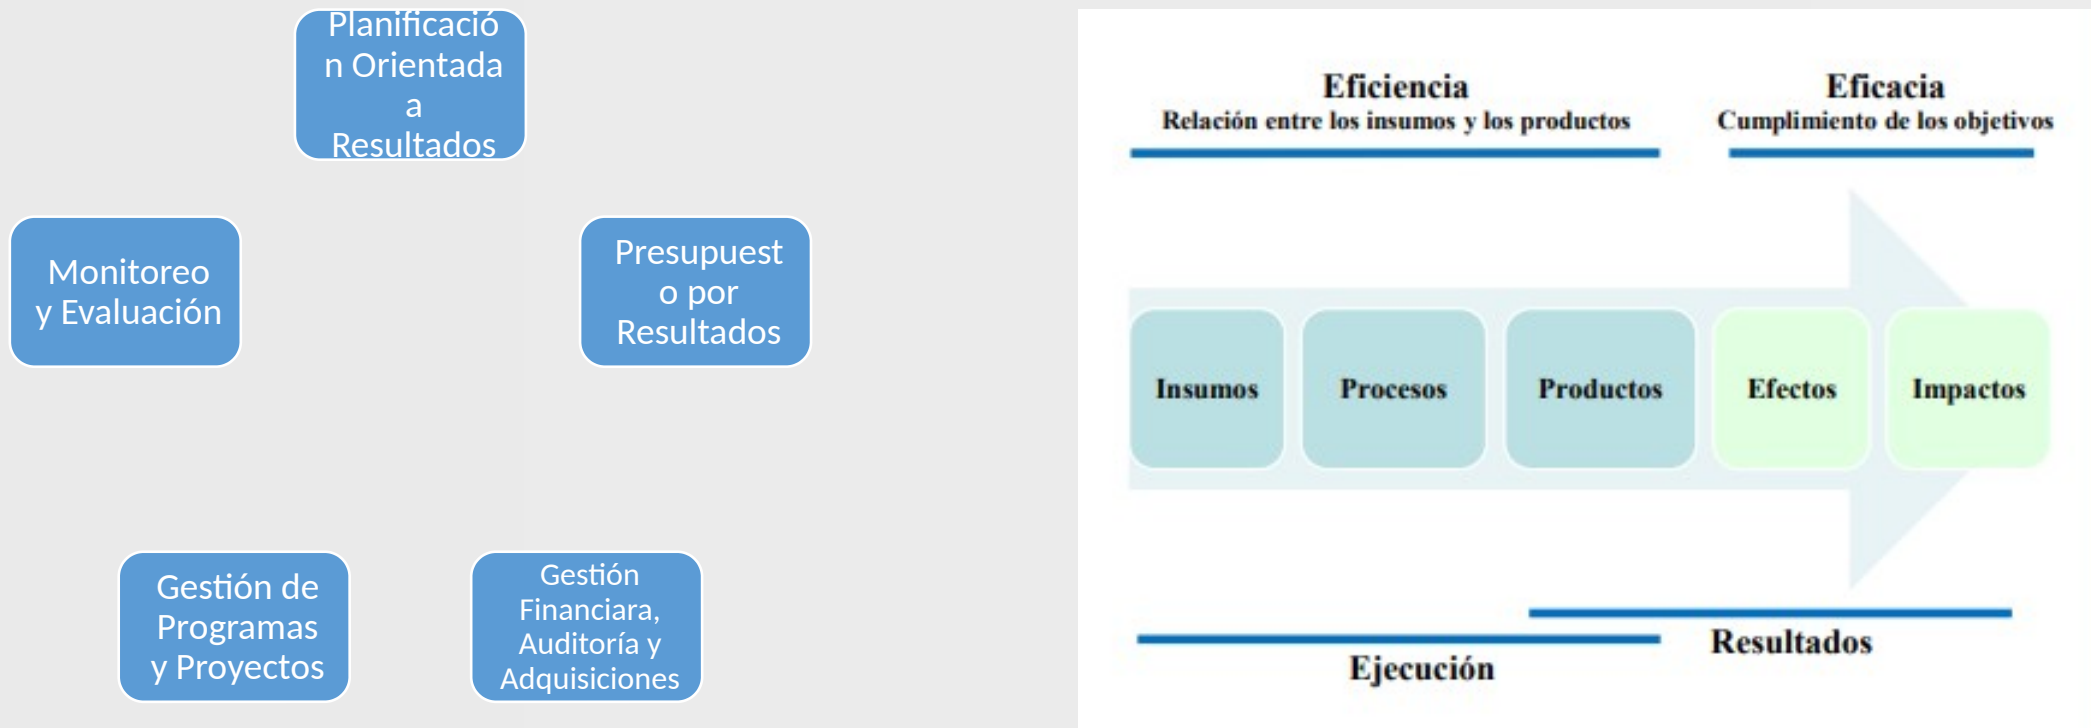 Planificació
n Orientada
a
Resultados
Monitoreo
y Evaluación
Presupuest
o por
Resultados
Gestión de
Programas
y Proyectos
Gestión
Financiara,
Auditoría y
Adquisiciones
Eficiencia
Relación entre los insumos y los productos
Eficacia
Cumplimiento de los objetivos
Insumos
Procesos
Productos
Efectos
Impactos
Resultados
Ejecución